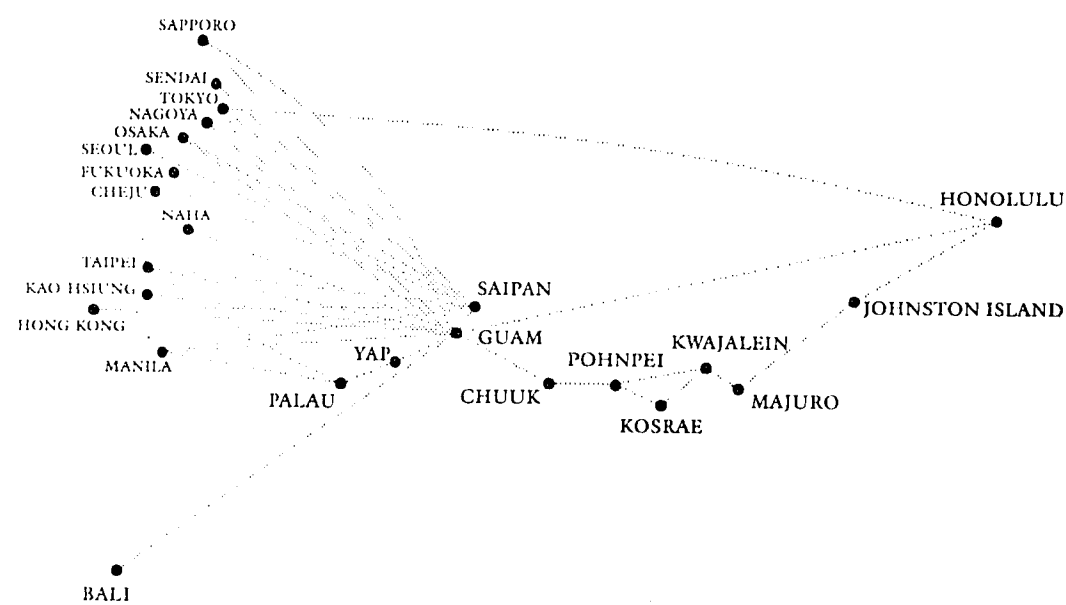 SAPPORO
SENDAI
TOKYO
NAGOYA
OSAKA
SEOUL
FUKUOKA
CHEJU
NAHA
HONOLULU
TAIPEI
KAO HSIUNG
HONG KONG
MANILA
SAIPAN
GUAM
JOHNSTON ISLAND
YAP
PALAU
CHUUK
POHNPEI
KWAJALEIN
KOSRAE
MAJURO
BALI